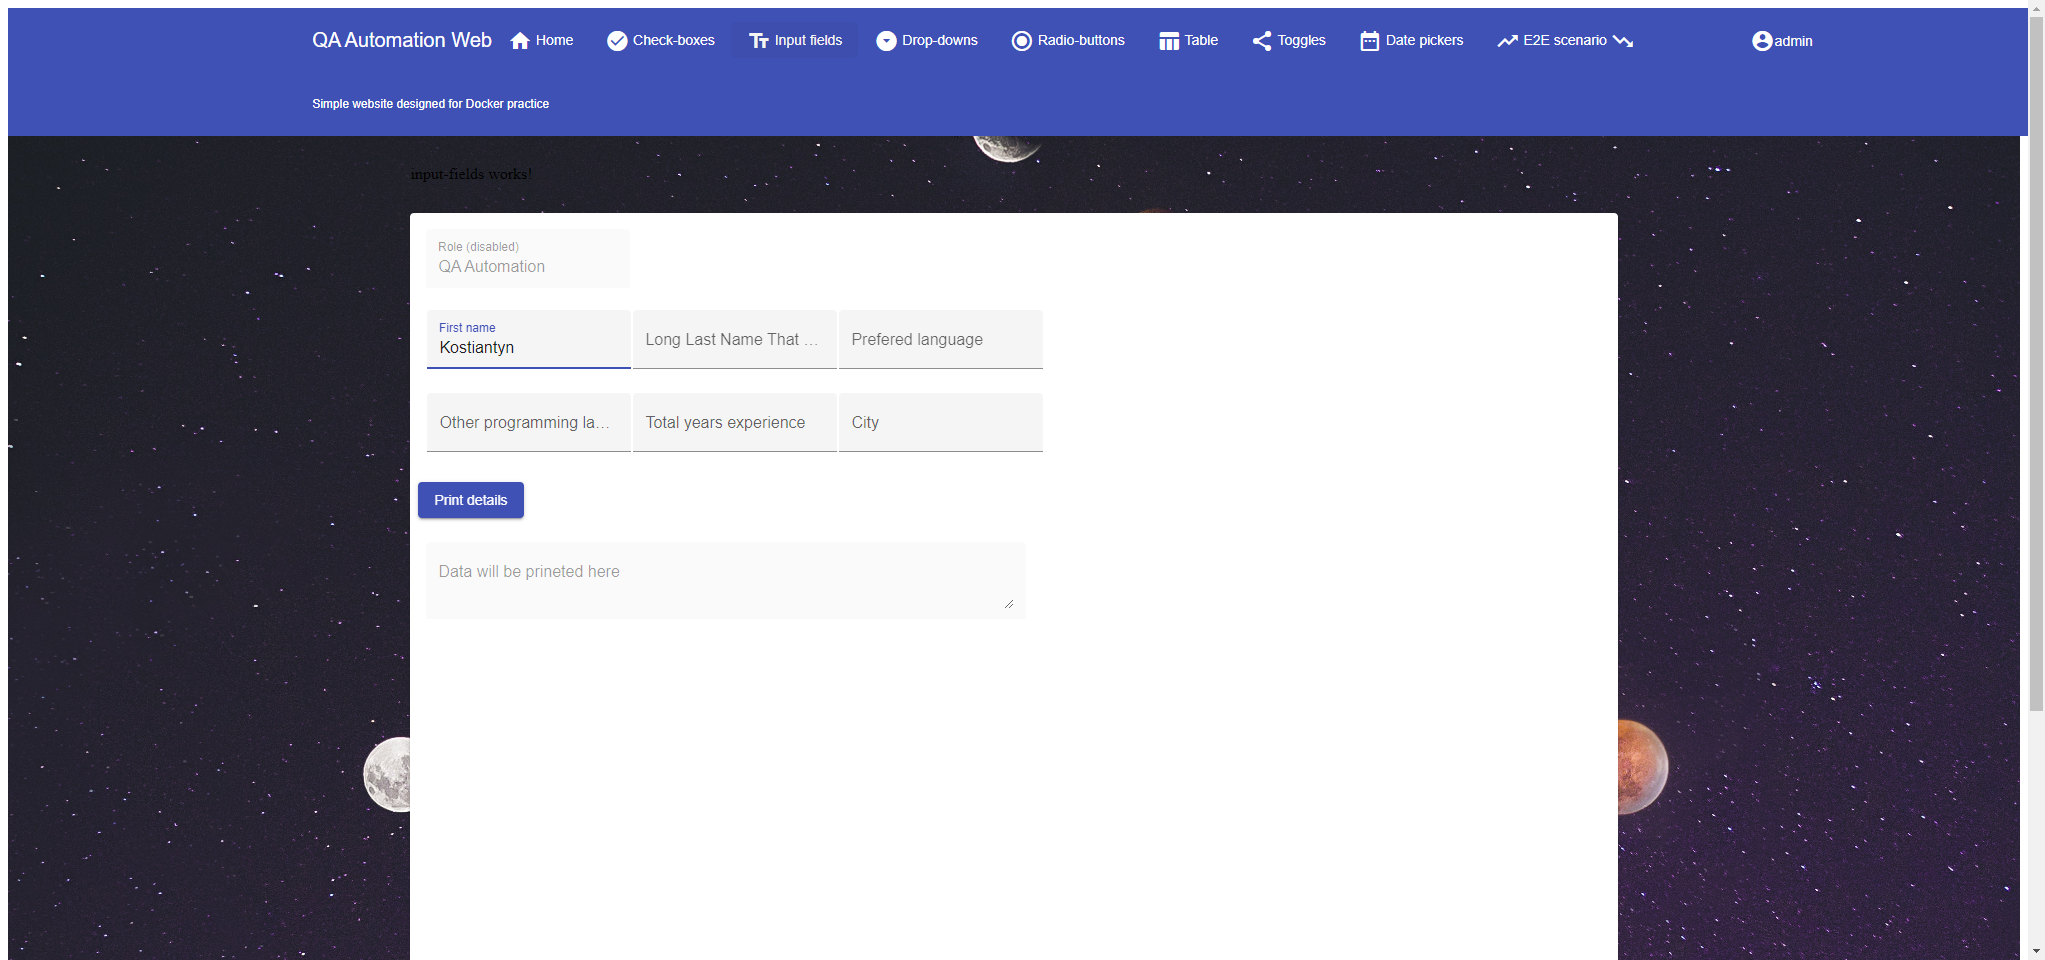 QA Automation Web Home Check-boxes Input fields Drop-downs Radio-buttons Table Toggles Date pickers E2E scenario admin
Simple website designed for Docker practice
input-fields works!
Role (disabled)
QA Automation
First name
Kostiantyn
Long Last Name That ...
Prefered language
Other programming la...
Total years experience
City
Print details
Data will be prineted here